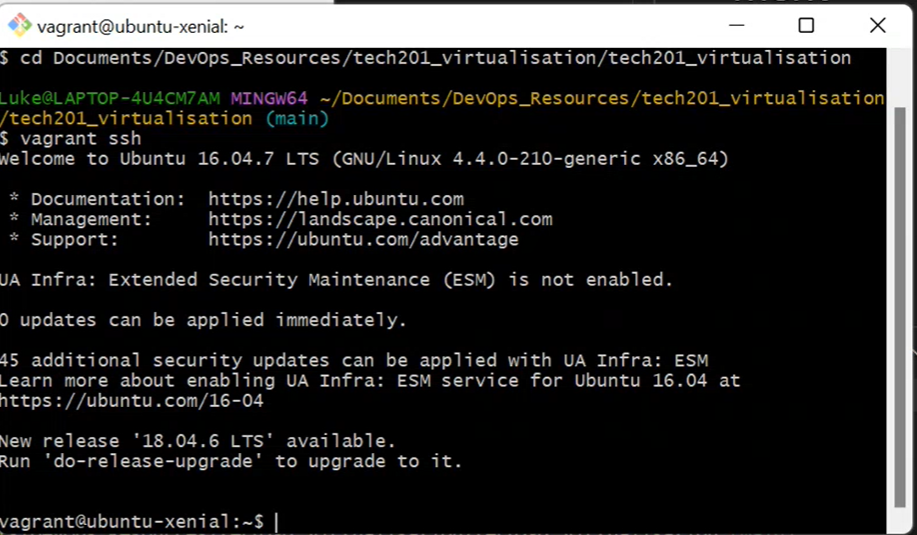 vagrant@ubuntu-xenial: ~
$ cd Documents/DevOps_Resources/tech201_virtualisation/tech201_virtualisation
Luke@LAPTOP-4U4CM7AM MINGW64 ~/Documents/DevOps_Resources/tech201_virtualisation
/tech201_virtualisation (main)
$ vagrant ssh
Welcome to Ubuntu 16.04.7 LTS (GNU/Linux 4.4.0-210-generic x86_64)
* Documentation: https://help.ubuntu.com
* Management: https://landscape.canonical.com
* Support: https://ubuntu.com/advantage
UA Infra: Extended Security Maintenance (ESM) is not enabled.
0 updates can be applied immediately.
45 additional security updates can be applied with UA Infra: ESM
Learn more about enabling UA Infra: ESM service for Ubuntu 16.04 at
https://ubuntu.com/16-04
New release '18.04.6 LTS' available.
Run 'do-release-upgrade' to upgrade to it.
vagrant@ubuntu-xenial:~$